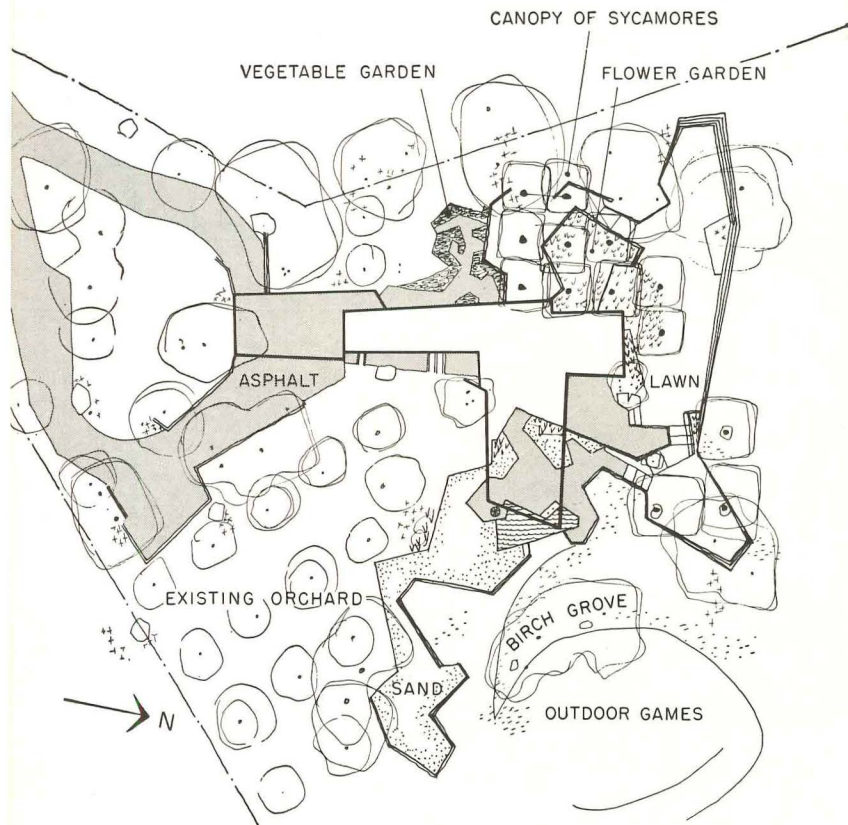 CANOPY OF SYCAMORES
VEGETABLE GARDEN
FLOWER GARDEN
ASPHALT
LAWN
EXISTING ORCHARD
BIRCH GROVE
SAND
N
OUTDOOR GAMES